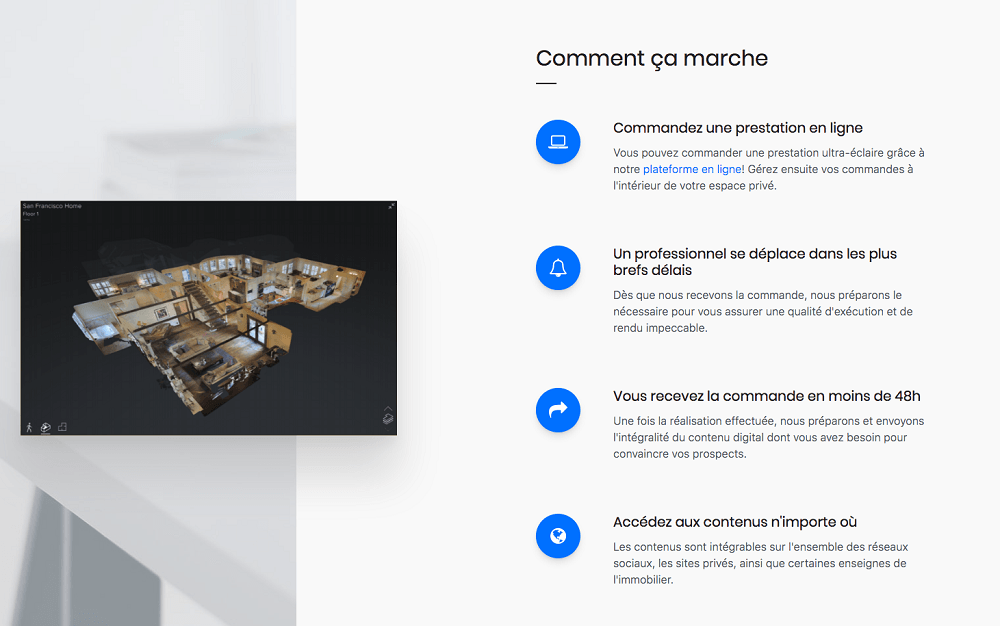 Comment ça marche
Commandez une prestation en ligne
Vous pouvez commander une prestation ultra-éclaire grâce à
notre plateforme en ligne! Gérez ensuite vos commandes à
l'intérieur de votre espace privé.
San Francisco Home
Floor 1
Un professionnel se déplace dans les plus
brefs délais
Dès que nous recevons la commande, nous préparons le
nécessaire pour vous assurer une qualité d'exécution et de
rendu impeccable.
Vous recevez la commande en moins de 48h
Une fois la réalisation effectuée, nous préparons et envoyons
l'intégralité du contenu digital dont vous avez besoin pour
convaincre vos prospects.
Accédez aux contenus n'importe où
Les contenus sont intégrables sur l'ensemble des réseaux
sociaux, les sites privés, ainsi que certaines enseignes de
l'immobilier.